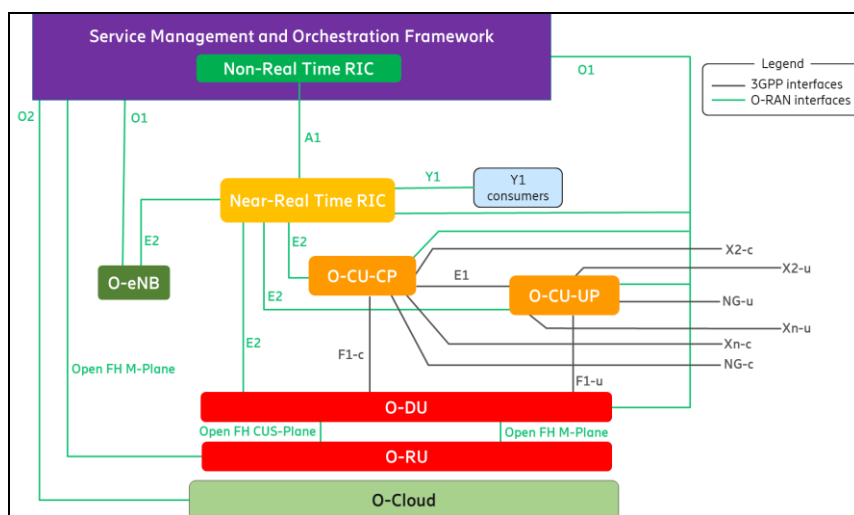 Service Management and Orchestration Framework
Non-Real Time RIC
Legend
3GPP interfaces
O-RAN interfaces
O1
O2
O1
A1
Y1
Y1
consumers
Near-Real Time RIC
E2
E2
X2-c
O-CU-CP
E1
X2-u
O-eNB
O-CU-UP
E2
NG-u
Xn-u
E2
Xn-c
F1-c
Open FH M-Plane
NG-c
F1-u
O-DU
Open FH CUS-Plane
Open FH M-Plane
O-RU
O-Cloud